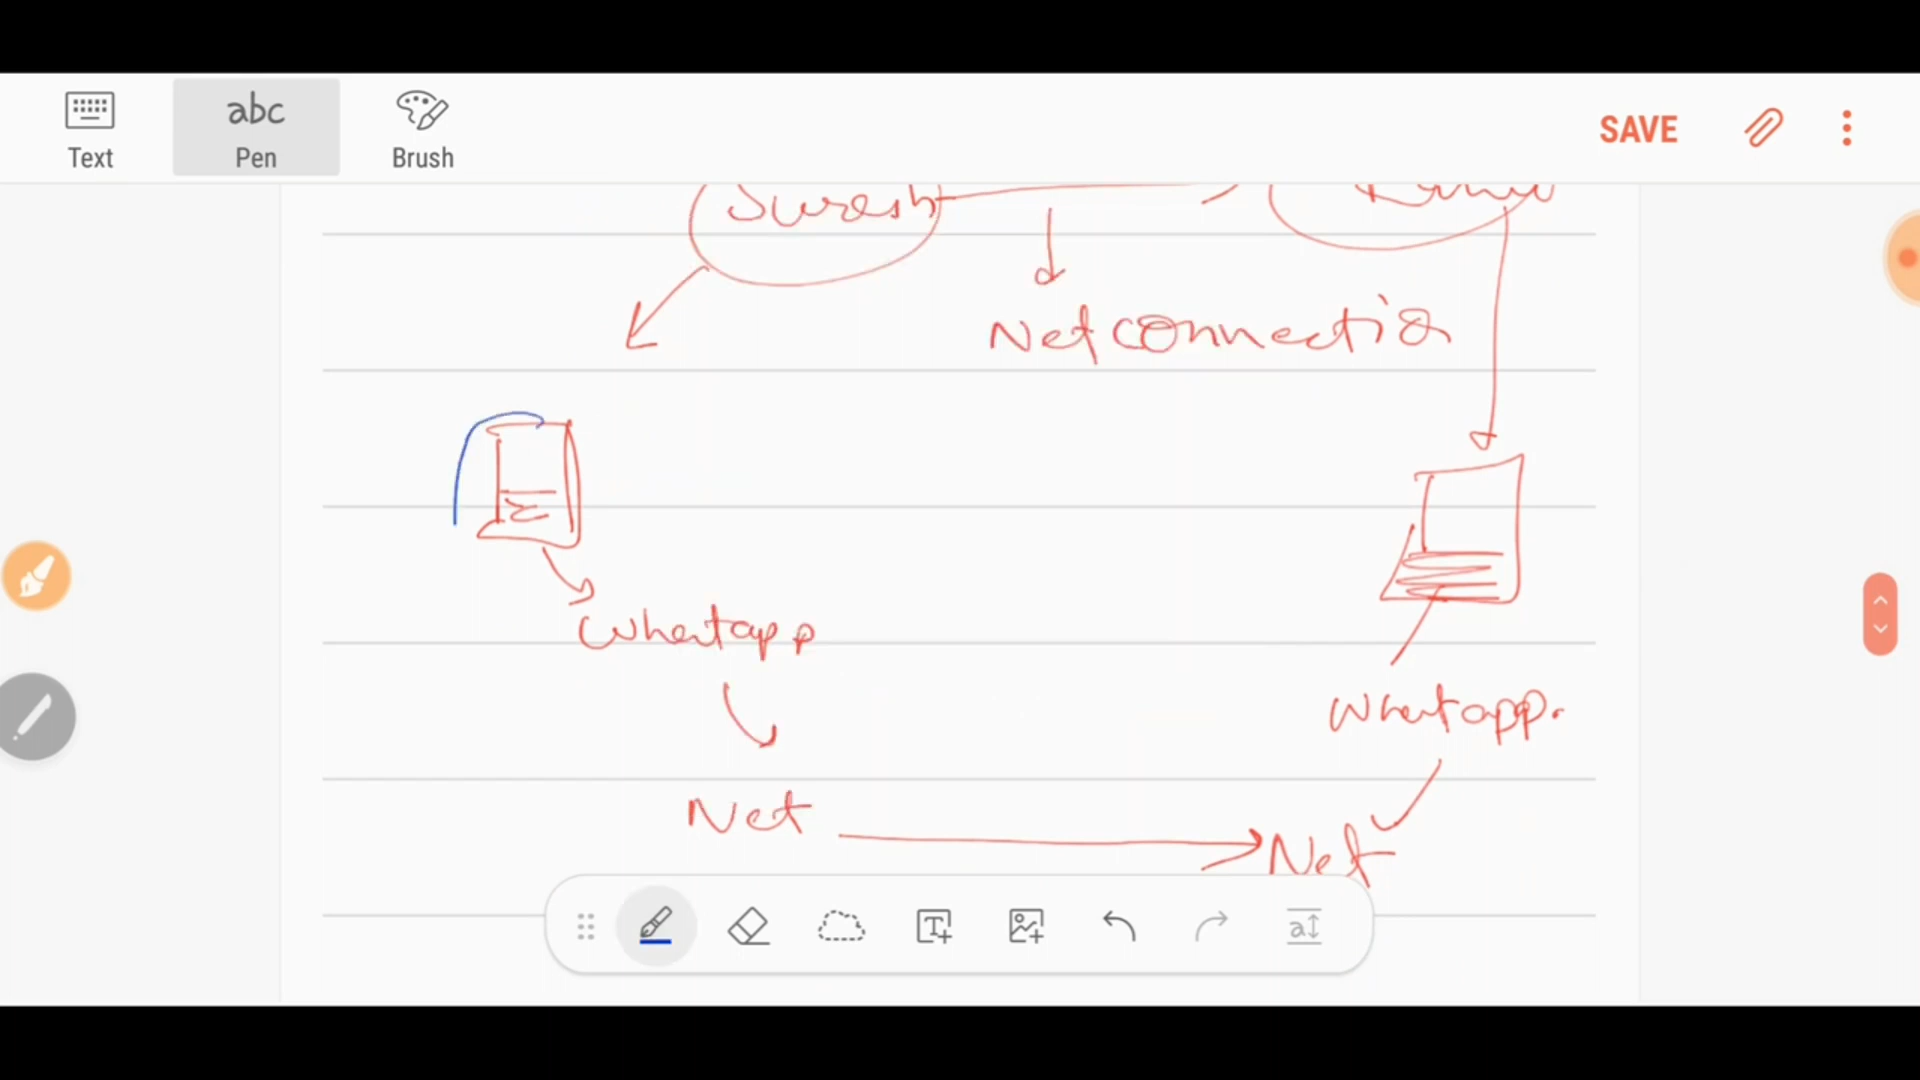 Text
abc
Pen
Brush
SAVE
Suresh
Net connection
Whatapp
Whatapp.
Net
Net